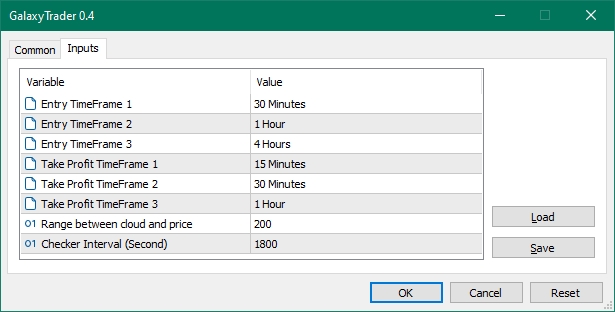 GalaxyTrader 0.4
Common Inputs
Variable Value
Entry TimeFrame 1 30 Minutes
Entry TimeFrame 2 1 Hour
Entry TimeFrame 3 4 Hours
Take Profit TimeFrame 1 15 Minutes
Take Profit TimeFrame 2 30 Minutes
Take Profit TimeFrame 3 1 Hour
01 Range between cloud and price 200
01 Checker Interval (Second) 1800
Load
Save
OK Cancel Reset